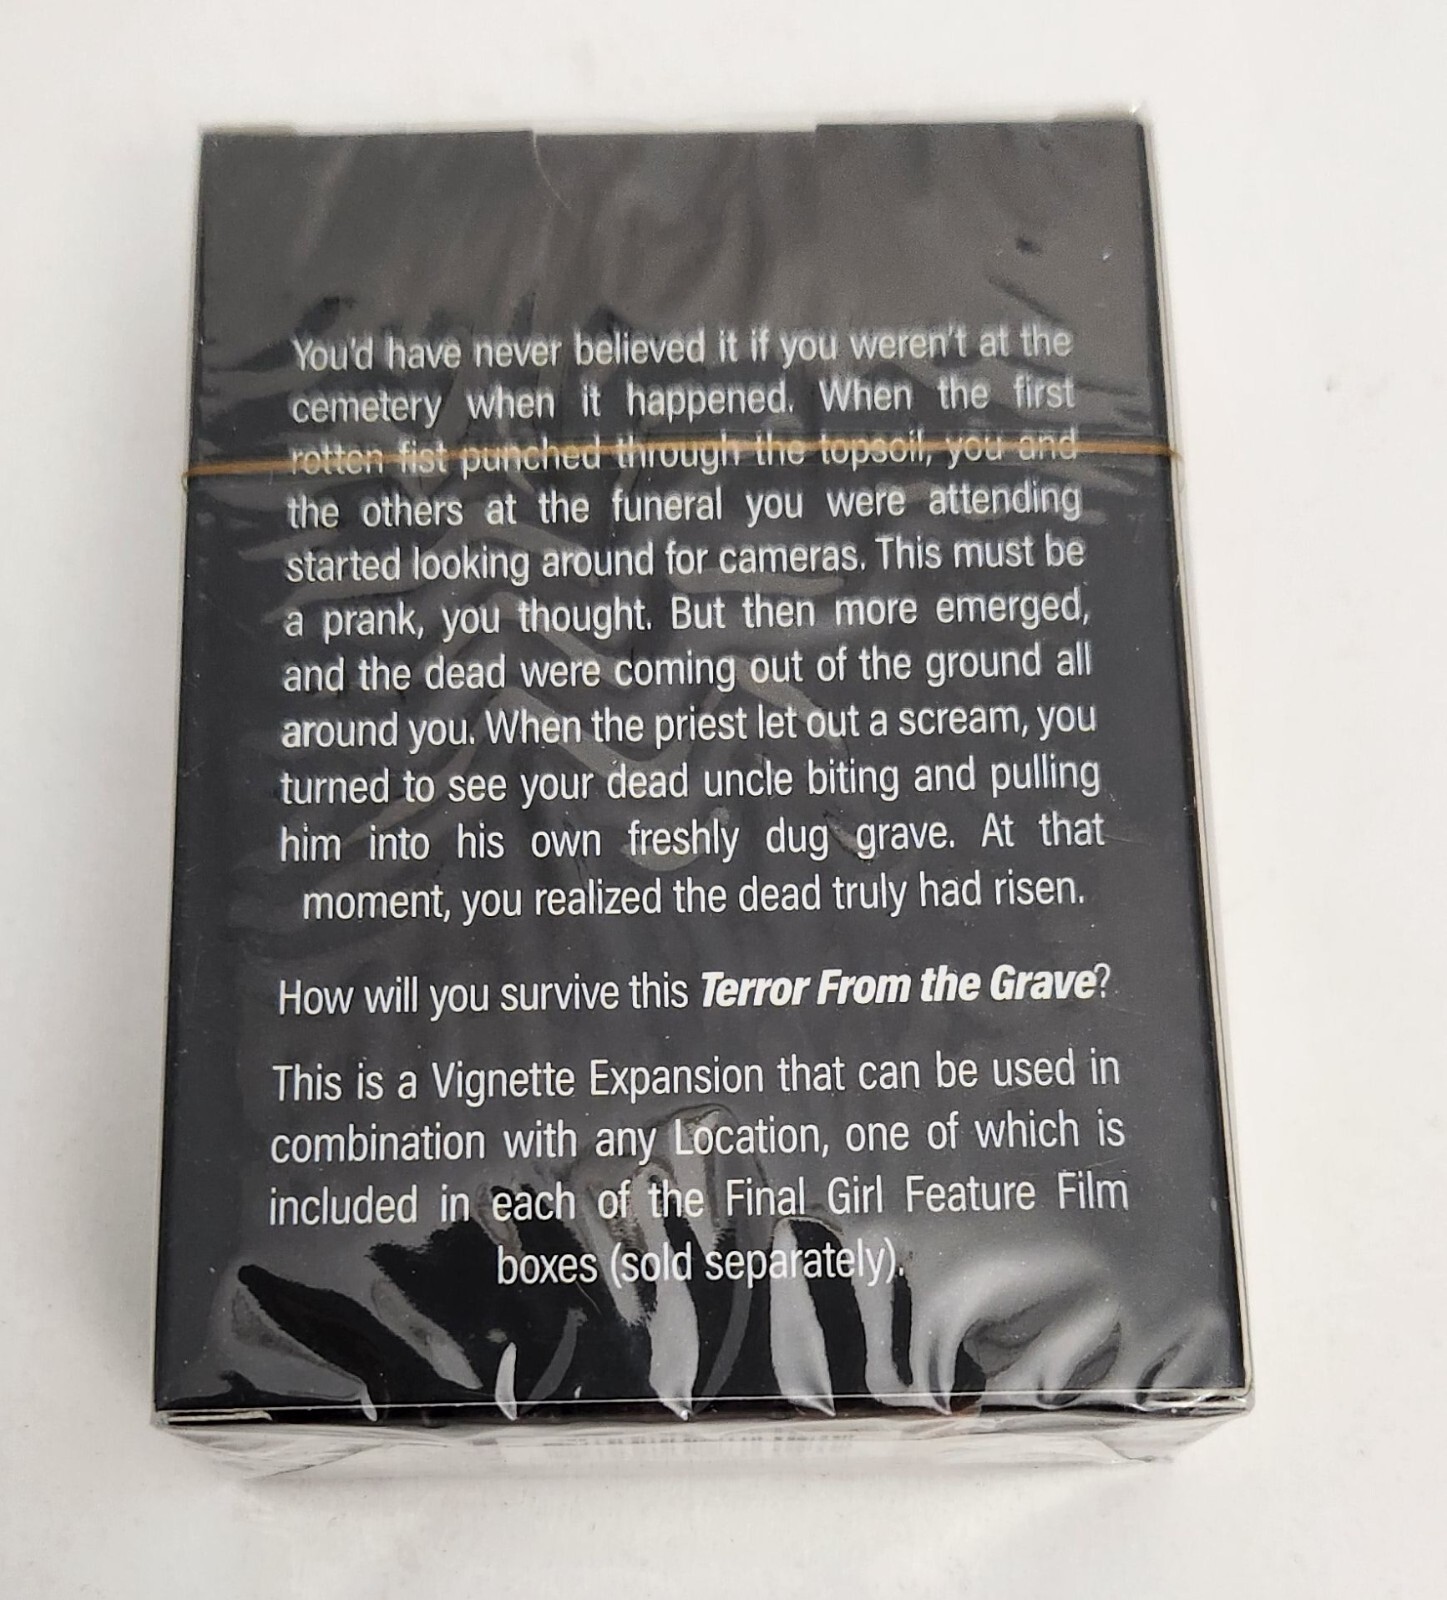 You'd have never believed it if you weren't at the
cemetery when it happened. When the first
rotten fist punched through the topsoil, you and
the others at the funeral you were attending
started looking around for cameras. This must be
a prank, you thought. But then more emerged,
and the dead were coming out of the ground all
around you. When the priest let out a scream, you
turned to see your dead uncle biting and pulling
him into his own freshly dug grave. At that
moment, you realized the dead truly had risen.
How will you survive this Terror From the Grave?
This is a Vignette Expansion that can be used in
combination with any Location, one of which is
included in each of the Final Girl Feature Film
boxes (sold separately).